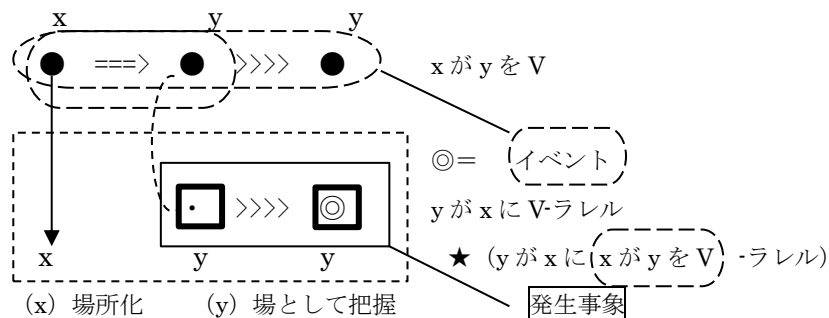 x y y
● ===> ● >>>> ●
x が y を V
◎= イベント
・ >>>> ◎
y が x に V-ラレル
x y y
★ (y が x に x が y を V -ラレル)
(x) 場所化 (y) 場として把握
発生事象